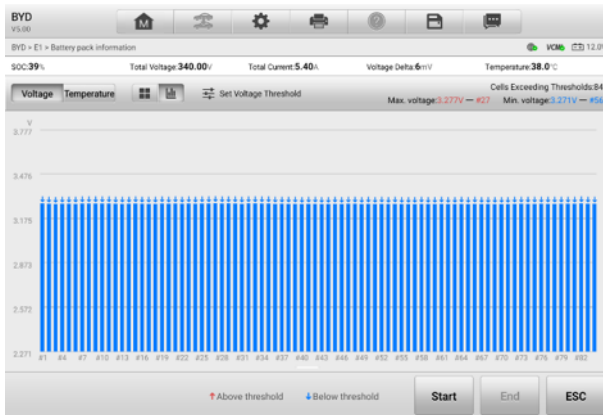 BYD
V5.00
M
BYD > E1 > Battery pack information
VCMI 12.0V
SOC:39% Total Voltage:340.00V Total Current:5.40A Voltage Delta:6mV Temperature:38.0°C
Voltage Temperature Set Voltage Threshold Cells Exceeding Thresholds:84
Max. voltage:3.277V — #27 Min. voltage:3.271V — #56
V
3.777
3.476
3.175
2.873
2.572
2.271
#1 #4 #7 #10 #13 #16 #19 #22 #25 #28 #31 #34 #37 #40 #43 #46 #49 #52 #55 #58 #61 #64 #67 #70 #73 #76 #79 #82
↑Above threshold ↓Below threshold Start End ESC